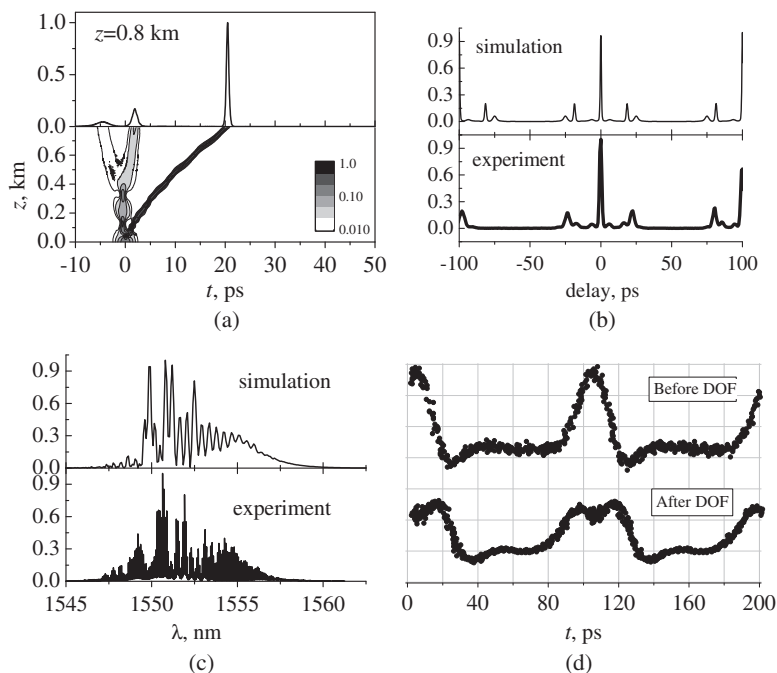 z=0.8 km
1.0
0.5
0.0
z, km
0.6
0.4
0.2
0.0
1.0
0.10
0.010
-10 0 10 20 30 40 50
t, ps
(a)
simulation
0.9
0.6
0.3
0.0
experiment
0.9
0.6
0.3
0.0
-100 -50 0 50 100
delay, ps
(b)
simulation
0.9
0.6
0.3
0.0
experiment
0.9
0.6
0.3
0.0
1545 1550 1555 1560
λ, nm
(c)
Before DOF
After DOF
0 40 80 120 160 200
t, ps
(d)